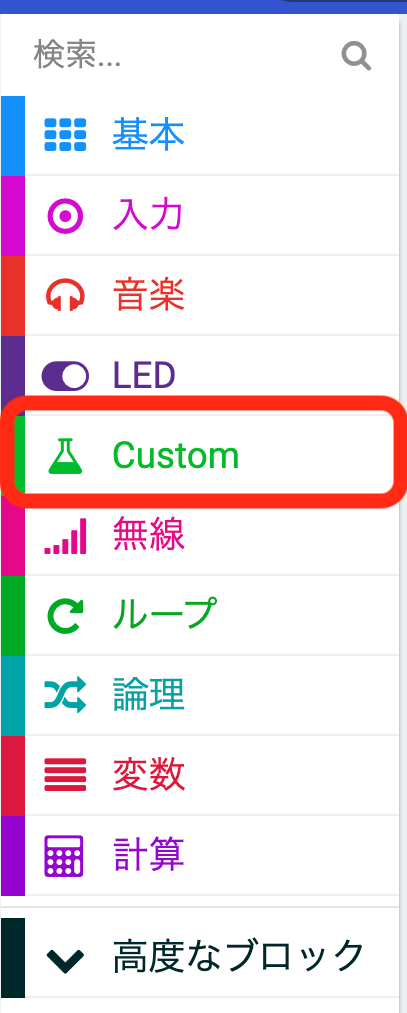 検索...
基本
入力
音楽
LED
Custom
無線
ループ
論理
変数
計算
高度なブロック